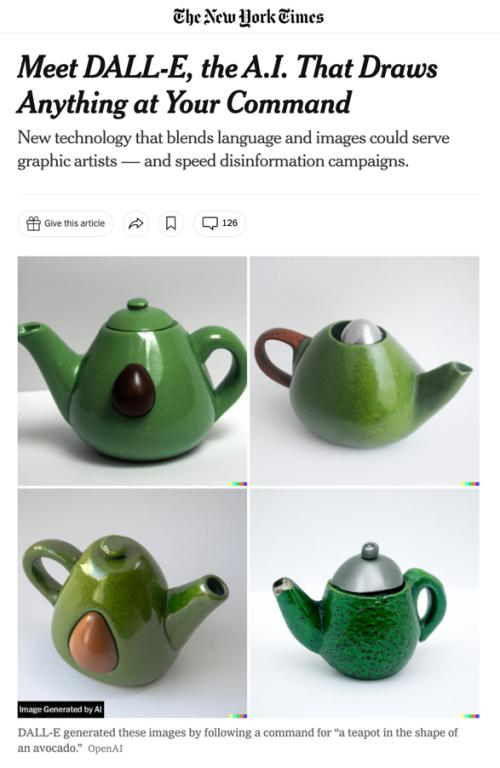 The New York Times
Meet DALL-E, the A.I. That Draws
Anything at Your Command
New technology that blends language and images could serve
graphic artists — and speed disinformation campaigns.
Give this article
126
Image Generated by AI
DALL-E generated these images by following a command for “a teapot in the shape of
an avocado.” OpenAI